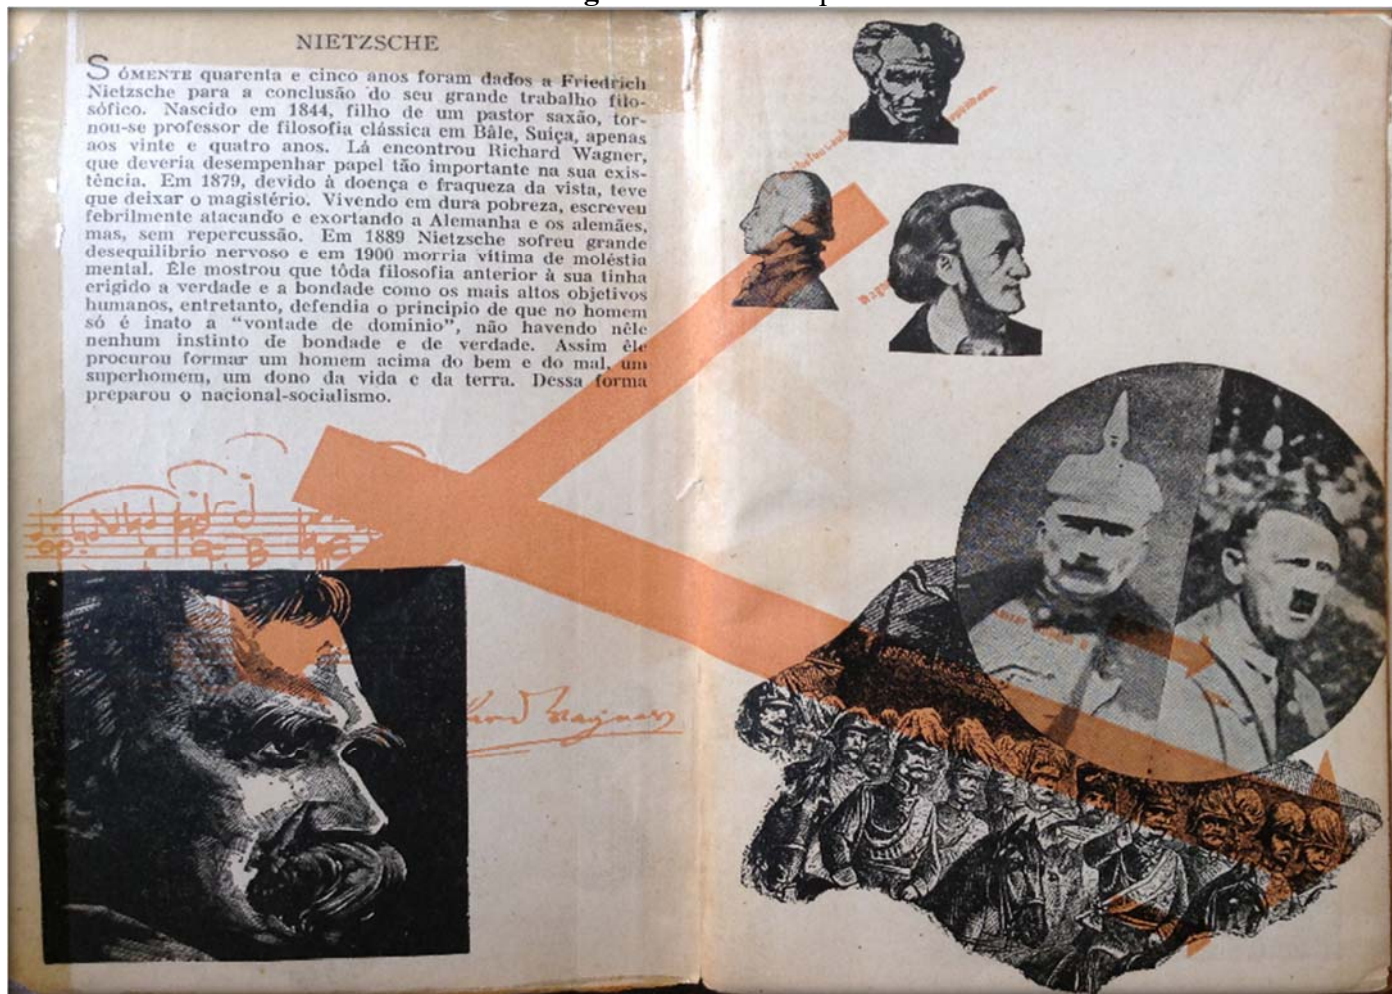 NIETZSCHE
SÓMENTE quarenta e cinco anos foram dados a Friedrich
Nietzsche para a conclusão do seu grande trabalho filo-
sófico. Nascido em 1844, filho de um pastor saxão, tor-
nou-se professor de filosofia clássica em Bâle, Suíça, apenas
aos vinte e quatro anos. Lá encontrou Richard Wagner,
que deveria desempenhar papel tão importante na sua exis-
tência. Em 1879, devido à doença e fraqueza da vista, teve
que deixar o magistério. Vivendo em dura pobreza, escreveu
febrilmente atacando e exortando a Alemanha e os alemães,
mas, sem repercussão. Em 1889 Nietzsche sofreu grande
desequilibrio nervoso e em 1900 morria vítima de moléstia
mental. Êle mostrou que tôda filosofia anterior à sua tinha
erigido a verdade e a bondade como os mais altos objetivos
humanos, entretanto, defendia o principio de que no homem
só é inato a “vontade de dominio”, não havendo nêle
nenhum instinto de bondade e de verdade. Assim êle
procurou formar um homem acima do bem e do mal, um
superhomem, um dono da vida e da terra. Dessa forma
preparou o nacional-socialismo.